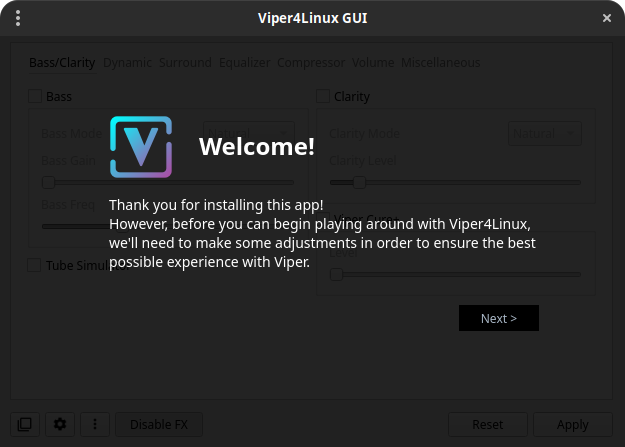 Viper4Linux GUI
Bass/Clarity Dynamic Surround Equalizer Compressor Volume Miscellaneous
Bass
Clarity
Bass Mode
Clarity Mode Natural
Bass Gain
Clarity Level
Bass Freq
Welcome!
Thank you for installing this app!
However, before you can begin playing around with Viper4Linux,
we'll need to make some adjustments in order to ensure the best
possible experience with Viper.
Level
Next >
Disable FX
Reset
Apply